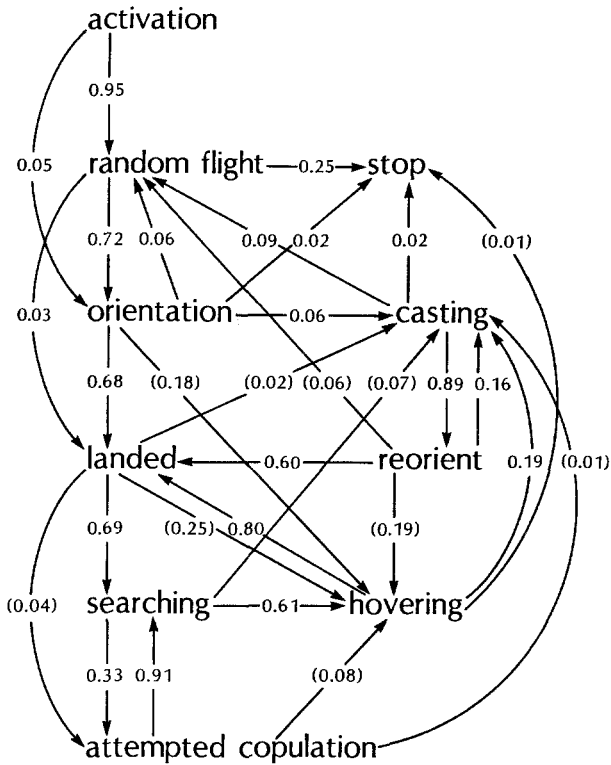 activation
0.95
0.05
random flight 0.25 stop
0.72 0.06 0.09 0.02 0.02 (0.01)
0.03 orientation 0.06 casting
0.68 (0.18) (0.02) (0.06) (0.07) 0.89 0.16
landed 0.60 reorient 0.19 (0.01)
0.69 (0.25) 0.80 (0.19)
(0.04) searching 0.61 hovering
0.33 0.91 (0.08)
attempted copulation